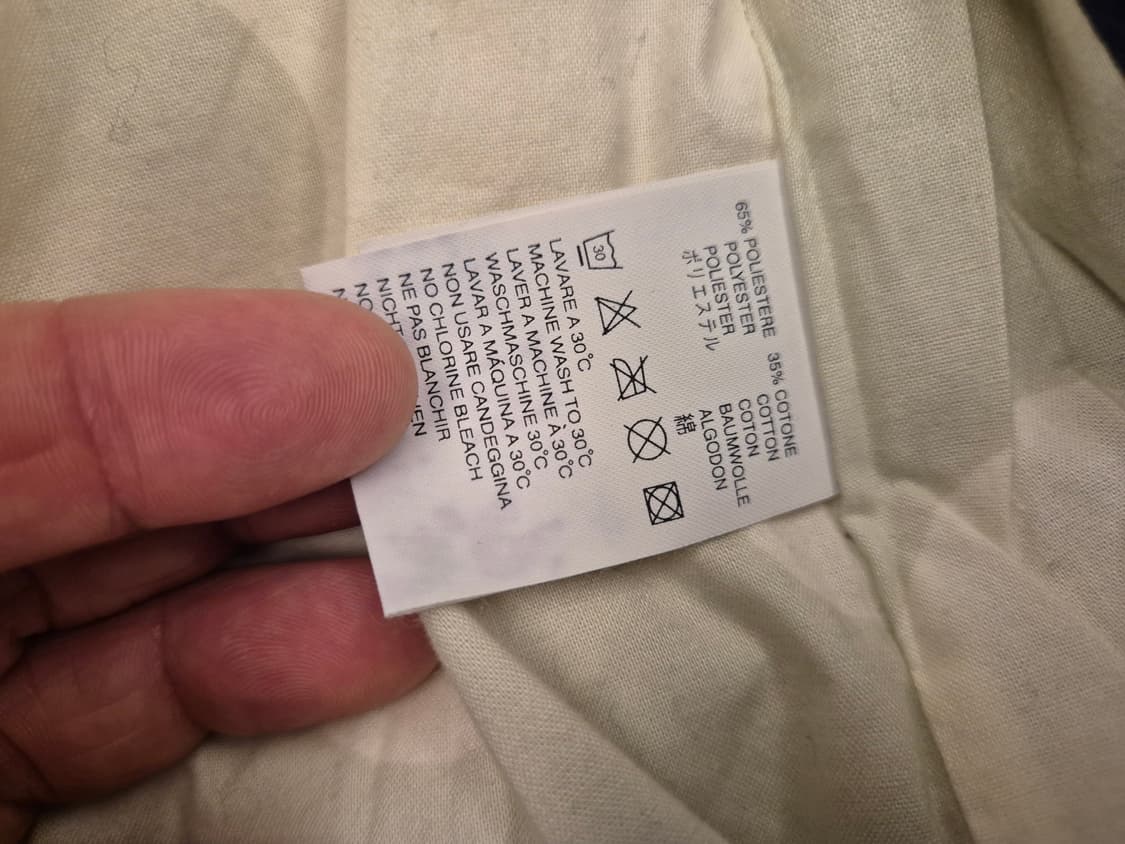 65% POLIESTERE 35% COTONE
POLYESTER COTTON
POLIESTER COTON
ポリエステル BAUMWOLLE
ALGODON
綿
30
LAVARE A 30°C
MACHINE WASH TO 30°C
LAVER A MACHINE À 30°C
WASCHMASCHINE 30°C
LAVAR A MÁQUINA A 30°C
NON USARE CANDEGGINA
NO CHLORINE BLEACH
NE PAS BLANCHIR